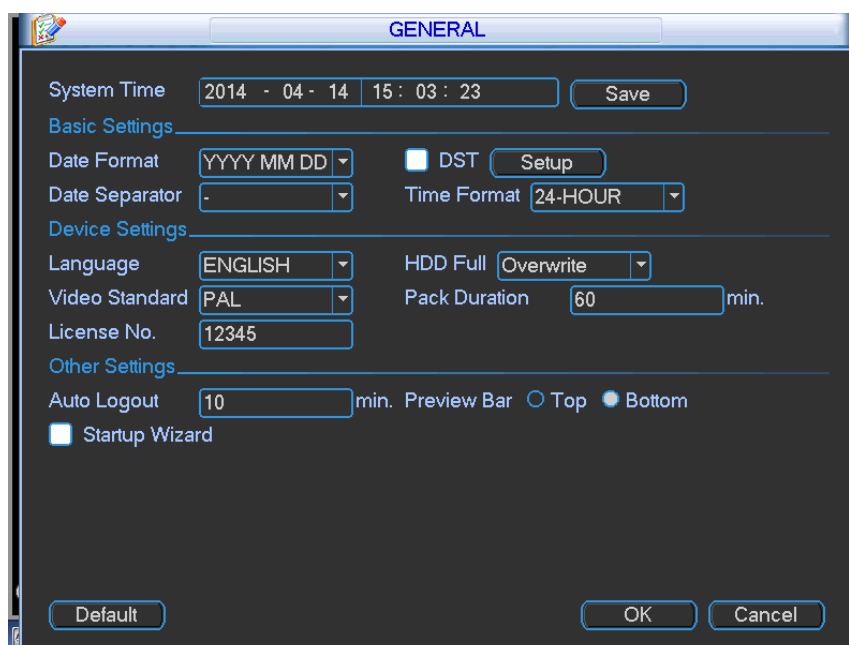 GENERAL
System Time 2014 - 04 - 14 15 : 03 : 23 Save
Basic Settings
Date Format YYYY MM DD DST Setup
Date Separator - Time Format 24-HOUR
Device Settings
Language ENGLISH HDD Full Overwrite
Video Standard PAL Pack Duration 60 min.
License No. 12345
Other Settings
Auto Logout 10 min. Preview Bar Top Bottom
Startup Wizard
Default OK Cancel